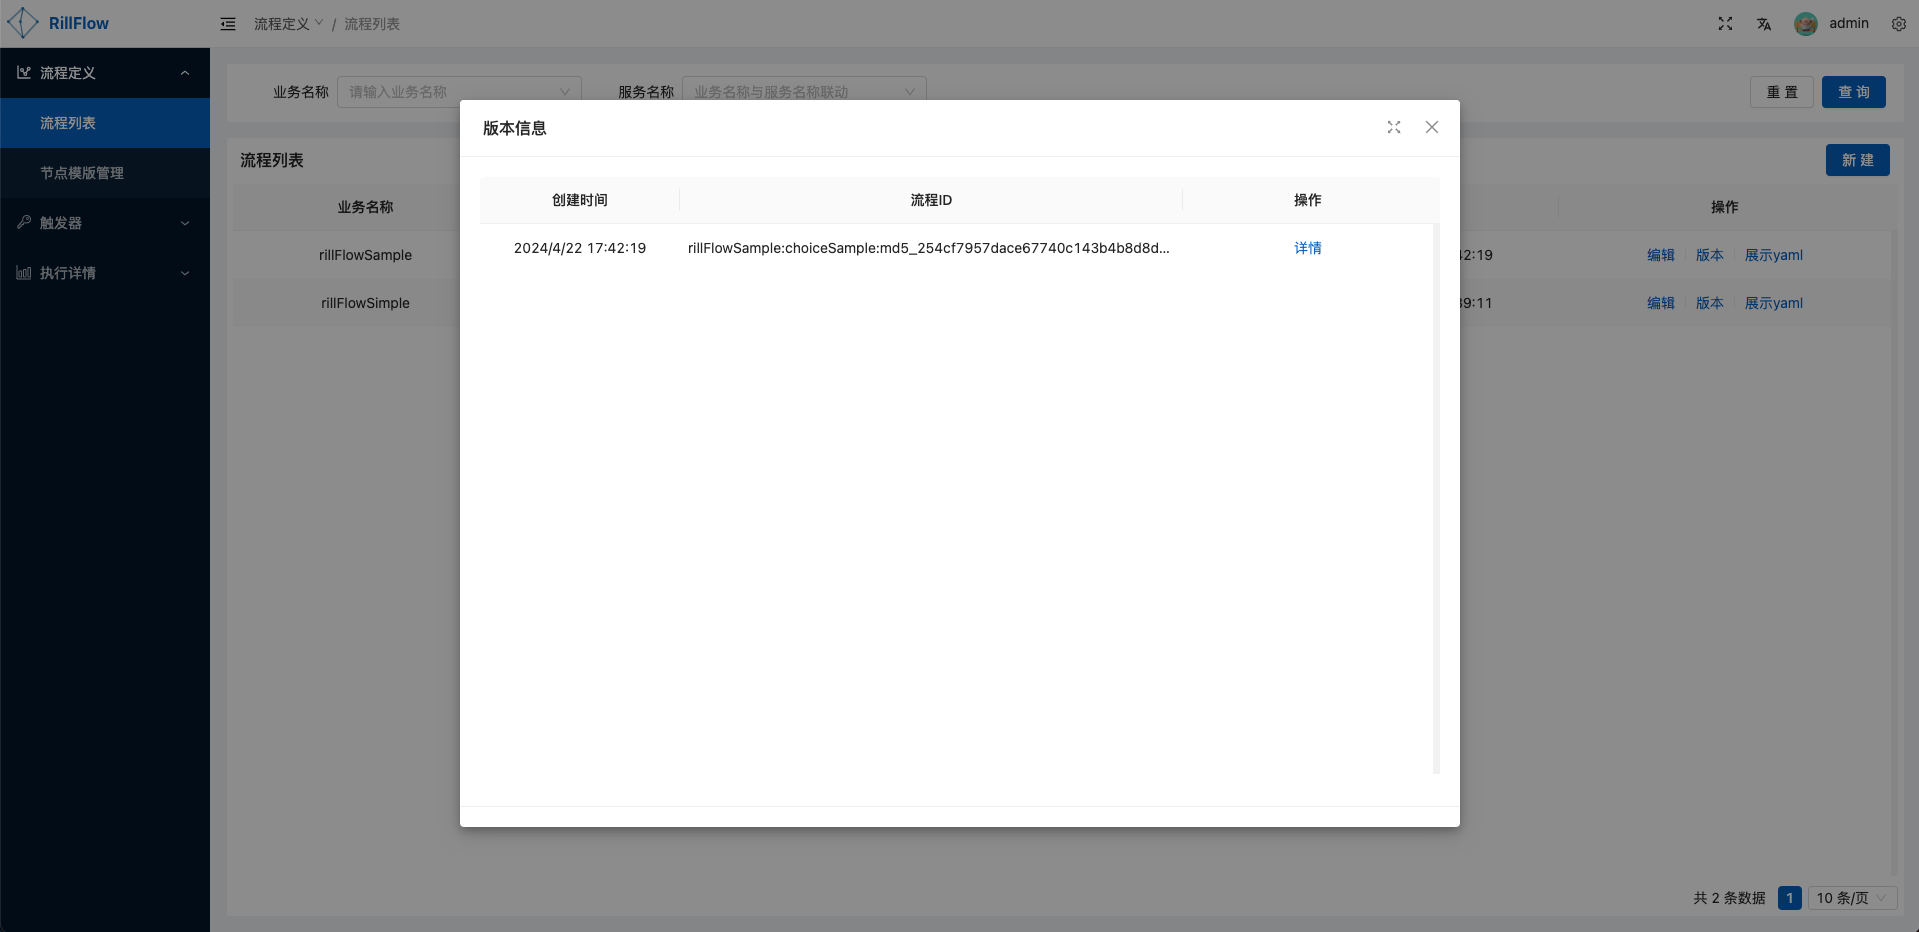 RillFlow
流程定义 / 流程列表
admin
流程定义
流程列表
节点模版管理
触发器
执行详情
业务名称 请输入业务名称 服务名称 业务名称与服务名称联动 重 置 查 询
流程列表 新 建
业务名称 操作
rillFlowSample 42:19 编辑 版本 展示yaml
rillFlowSimple 39:11 编辑 版本 展示yaml
版本信息
创建时间 流程ID 操作
2024/4/22 17:42:19 rillFlowSample:choiceSample:md5_254cf7957dace67740c143b4b8d8d... 详情
共 2 条数据 1 10 条/页